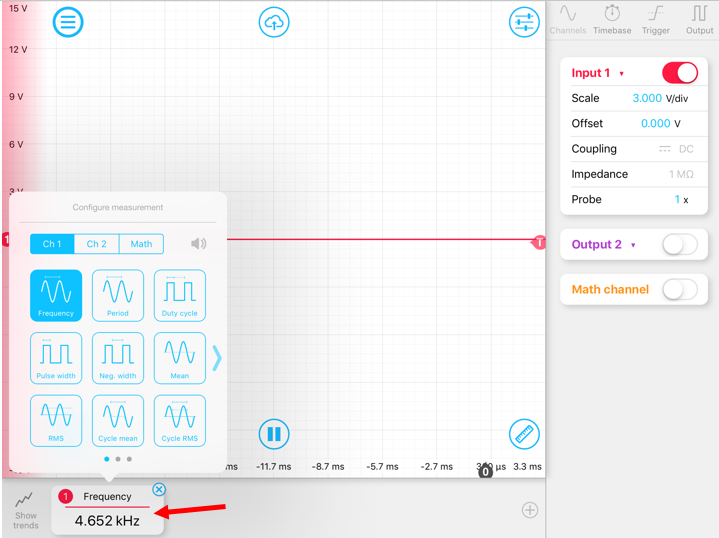 15 V
12 V
9 V
6 V
3 V
1
T
Configure measurement
Ch 1
Ch 2
Math
Frequency
Period
Duty cycle
Pulse width
Neg. width
Mean
RMS
Cycle mean
Cycle RMS
ms
-11.7 ms
-8.7 ms
-5.7 ms
-2.7 ms
0
µs
3.3 ms
Show
trends
1
Frequency
4.652 kHz
Channels
Timebase
Trigger
Output
Input 1
Scale
3.000 V/div
Offset
0.000 V
Coupling
DC
Impedance
1 MΩ
Probe
1 x
Output 2
Math channel